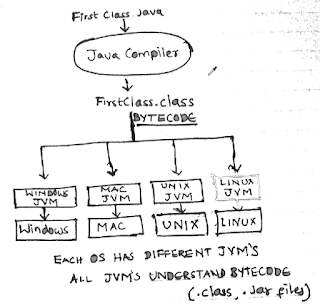 First Class.java
Java Compiler
FirstClass.class
BYTECODE
WINDOWS JVM
MAC JVM
UNIX JVM
LINUX JVM
Windows
MAC
UNIX
LINUX
EACH OS HAS DIFFERENT JVM'S
ALL JVM'S UNDERSTAND BYTECODE
(.class, .Jar files)